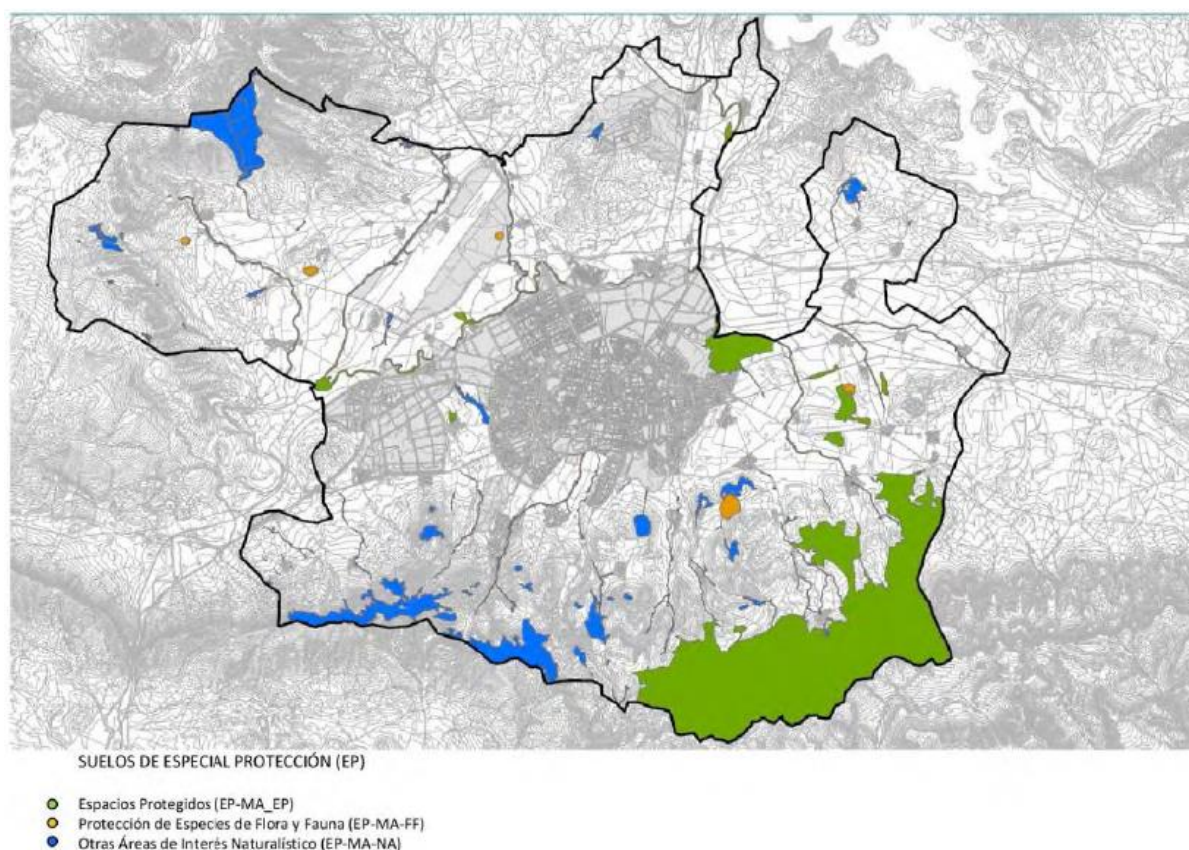 SUELOS DE ESPECIAL PROTECCIÓN (EP)
Espacios Protegidos (EP-MA_EP)
Protección de Especies de Flora y Fauna (EP-MA-FF)
Otras Áreas de Interés Naturalístico (EP-MA-NA)